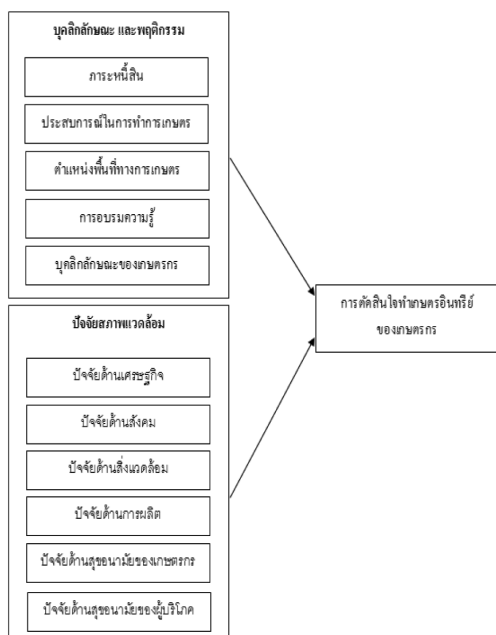 บุคลิกลักษณะ และพฤติกรรม
ภาระหนี้สิน
ประสบการณ์ในการทำการเกษตร
ตำแหน่งพื้นที่ทางการเกษตร
การอบรมความรู้
บุคลิกลักษณะของเกษตรกร
การตัดสินใจทำเกษตรอินทรีย์
ของเกษตรกร
ปัจจัยสภาพแวดล้อม
ปัจจัยด้านเศรษฐกิจ
ปัจจัยด้านสังคม
ปัจจัยด้านสิ่งแวดล้อม
ปัจจัยด้านการผลิต
ปัจจัยด้านสุขอนามัยของเกษตรกร
ปัจจัยด้านสุขอนามัยของผู้บริโภค